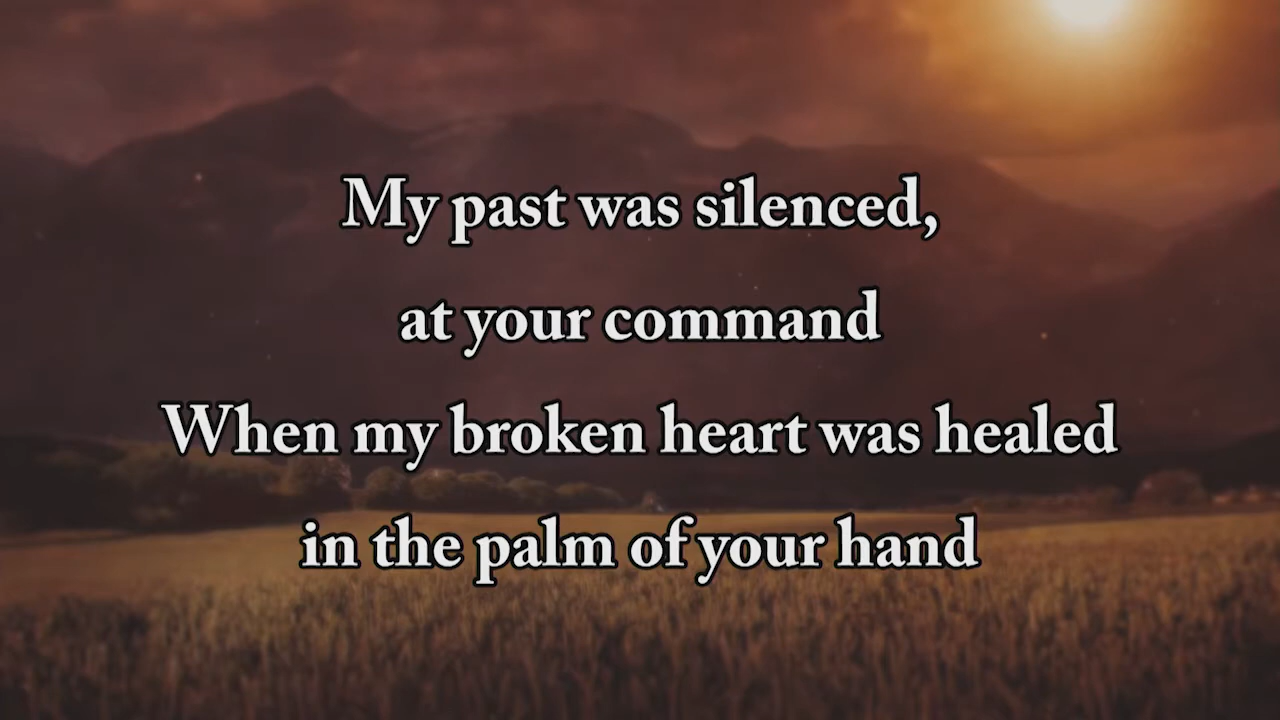 My past was silenced,
at your command
When my broken heart was healed
in the palm of your hand